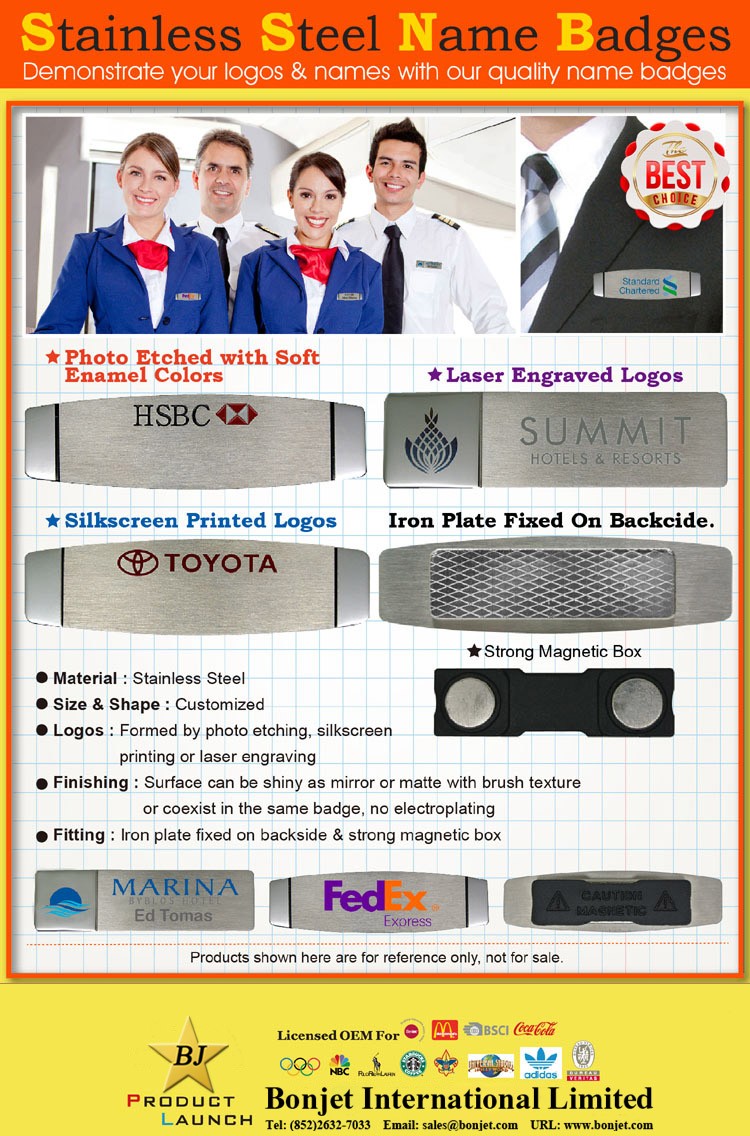 Stainless Steel Name Badges
Demonstrate your logos & names with our quality name badges
The
BEST
CHOICE
Standard
Chartered
★ Photo Etched with Soft
Enamel Colors
★ Laser Engraved Logos
HSBC
SUMMIT
HOTELS & RESORTS
★ Silkscreen Printed Logos
Iron Plate Fixed On Backcide.
TOYOTA
★ Strong Magnetic Box
● Material : Stainless Steel
● Size & Shape : Customized
● Logos : Formed by photo etching, silkscreen
printing or laser engraving
● Finishing : Surface can be shiny as mirror or matte with brush texture
or coexist in the same badge, no electroplating
● Fitting : Iron plate fixed on backside & strong magnetic box
MARINA
BYBLOS HOTEL
Ed Tomas
FedEx
Express
CAUTION
MAGNETIC
Products shown here are for reference only, not for sale.
BJ
PRODUCT
LAUNCH
Licensed OEM For
BSCI
Coca-Cola
NBC
adidas
BUREAU
VERITAS
Bonjet International Limited
Tel: (852)2632-7033 Email: sales@bonjet.com URL: www.bonjet.com